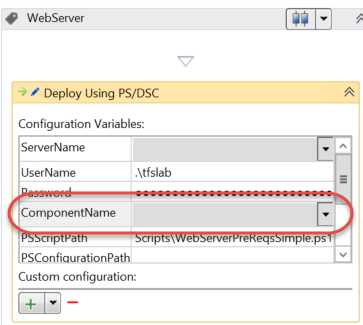 WebServer
Deploy Using PS/DSC
Configuration Variables:
ServerName
UserName .\tfslab
Password ••••••••••••••••••••••••••••
ComponentName
PSScriptPath Scripts\WebServerPreReqsSimple.ps1
PSConfigurationPath
Custom configuration: